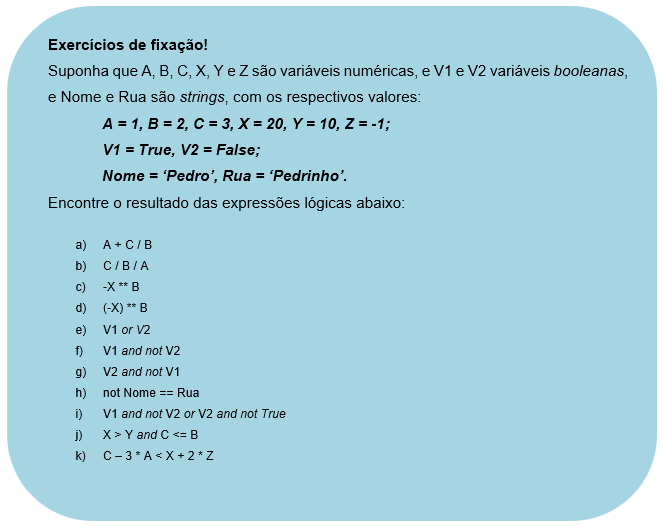 Exercícios de fixação!
Suponha que A, B, C, X, Y e Z são variáveis numéricas, e V1 e V2 variáveis booleanas,
e Nome e Rua são strings, com os respectivos valores:
A = 1, B = 2, C = 3, X = 20, Y = 10, Z = -1;
V1 = True, V2 = False;
Nome = ‘Pedro’, Rua = ‘Pedrinho’.
Encontre o resultado das expressões lógicas abaixo:
a) A + C / B
b) C / B / A
c) -X ** B
d) (-X) ** B
e) V1 or V2
f) V1 and not V2
g) V2 and not V1
h) not Nome == Rua
i) V1 and not V2 or V2 and not True
j) X > Y and C <= B
k) C – 3 * A < X + 2 * Z